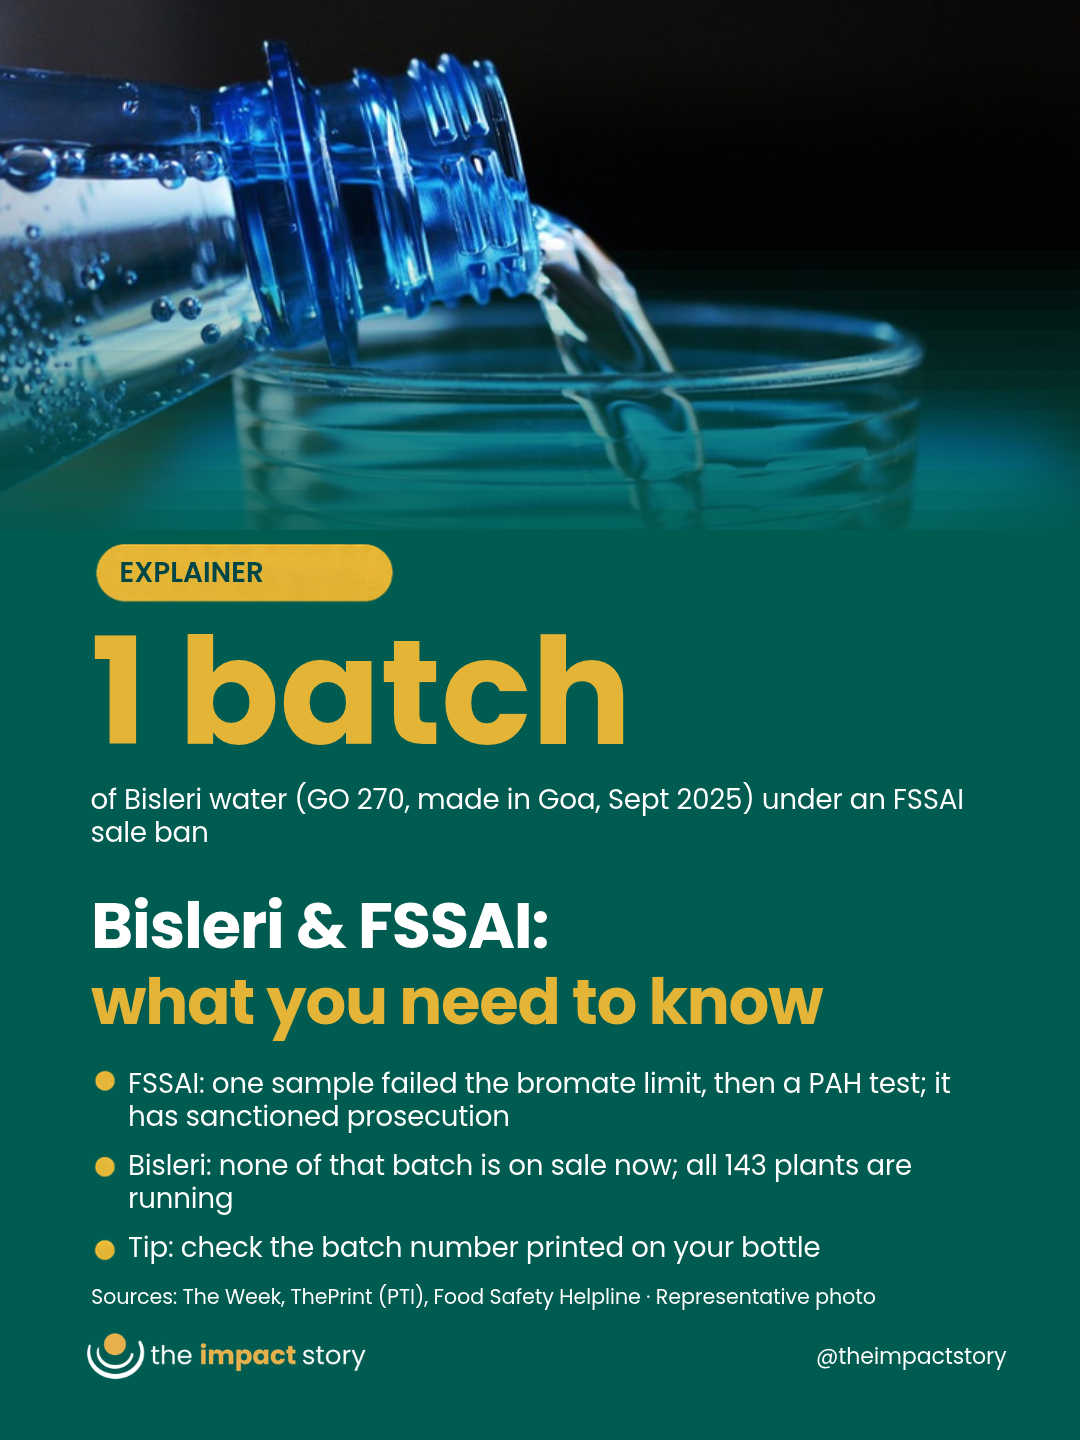 EXPLAINER
1 batch
of Bisleri water (GO 270, made in Goa, Sept 2025) under an FSSAI
sale ban
Bisleri & FSSAI:
what you need to know
FSSAI: one sample failed the bromate limit, then a PAH test; it
has sanctioned prosecution
Bisleri: none of that batch is on sale now; all 143 plants are
running
Tip: check the batch number printed on your bottle
Sources: The Week, ThePrint (PTI), Food Safety Helpline · Representative photo
the impact story
@theimpactstory